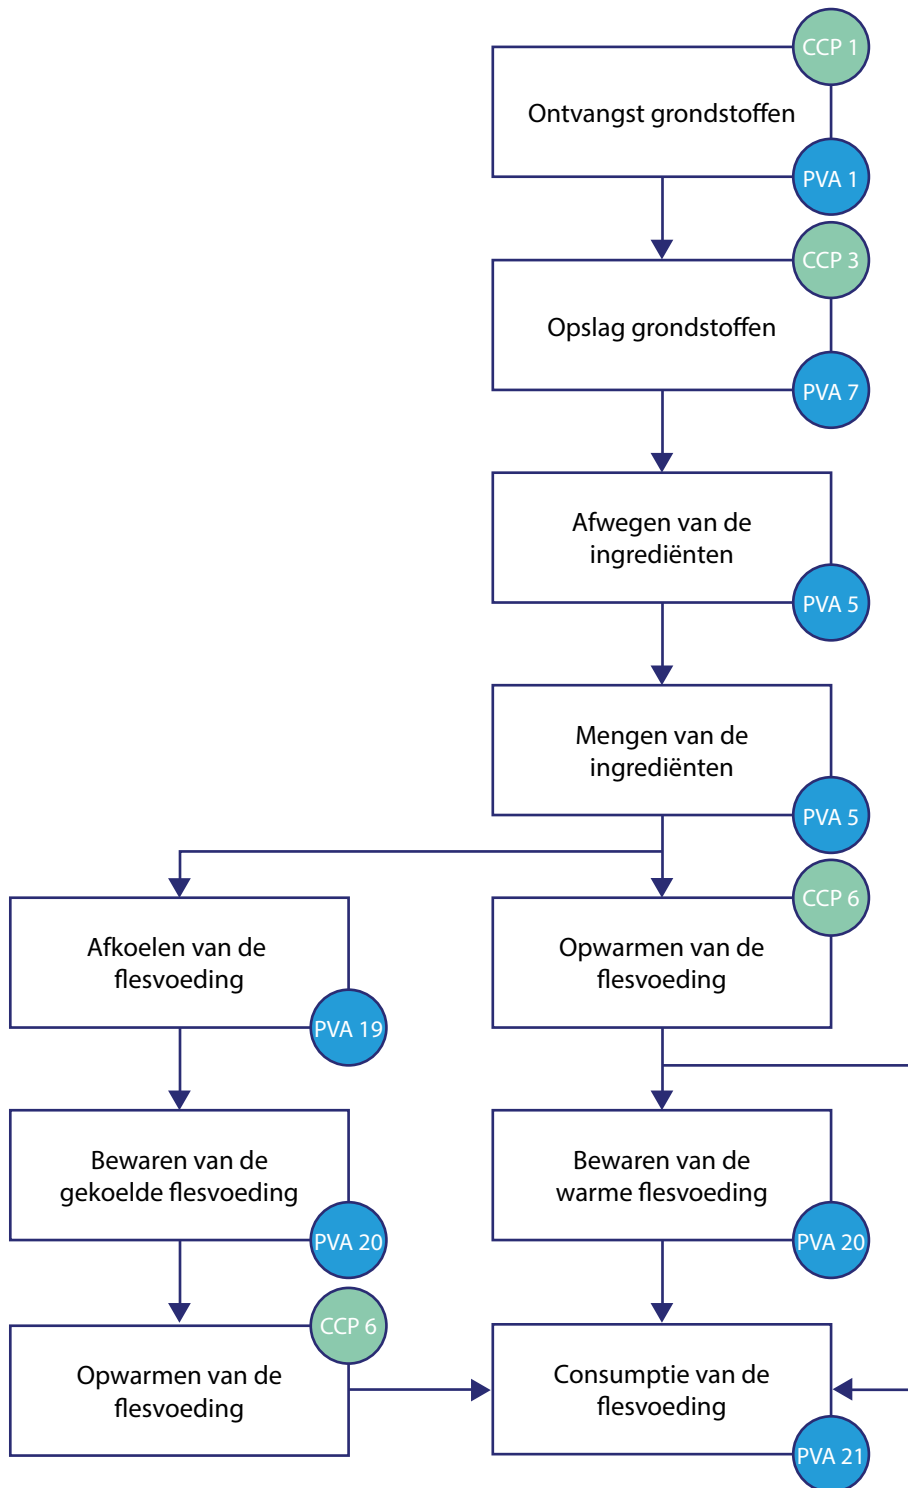 CCP 1
Ontvangst grondstoffen
PVA 1
CCP 3
Opslag grondstoffen
PVA 7
Afwegen van de
ingrediënten
PVA 5
Mengen van de
ingrediënten
PVA 5
Afkoelen van de
flesvoeding
PVA 19
CCP 6
Opwarmen van de
flesvoeding
Bewaren van de
gekoelde flesvoeding
PVA 20
Bewaren van de
warme flesvoeding
PVA 20
CCP 6
Opwarmen van de
flesvoeding
Consumptie van de
flesvoeding
PVA 21